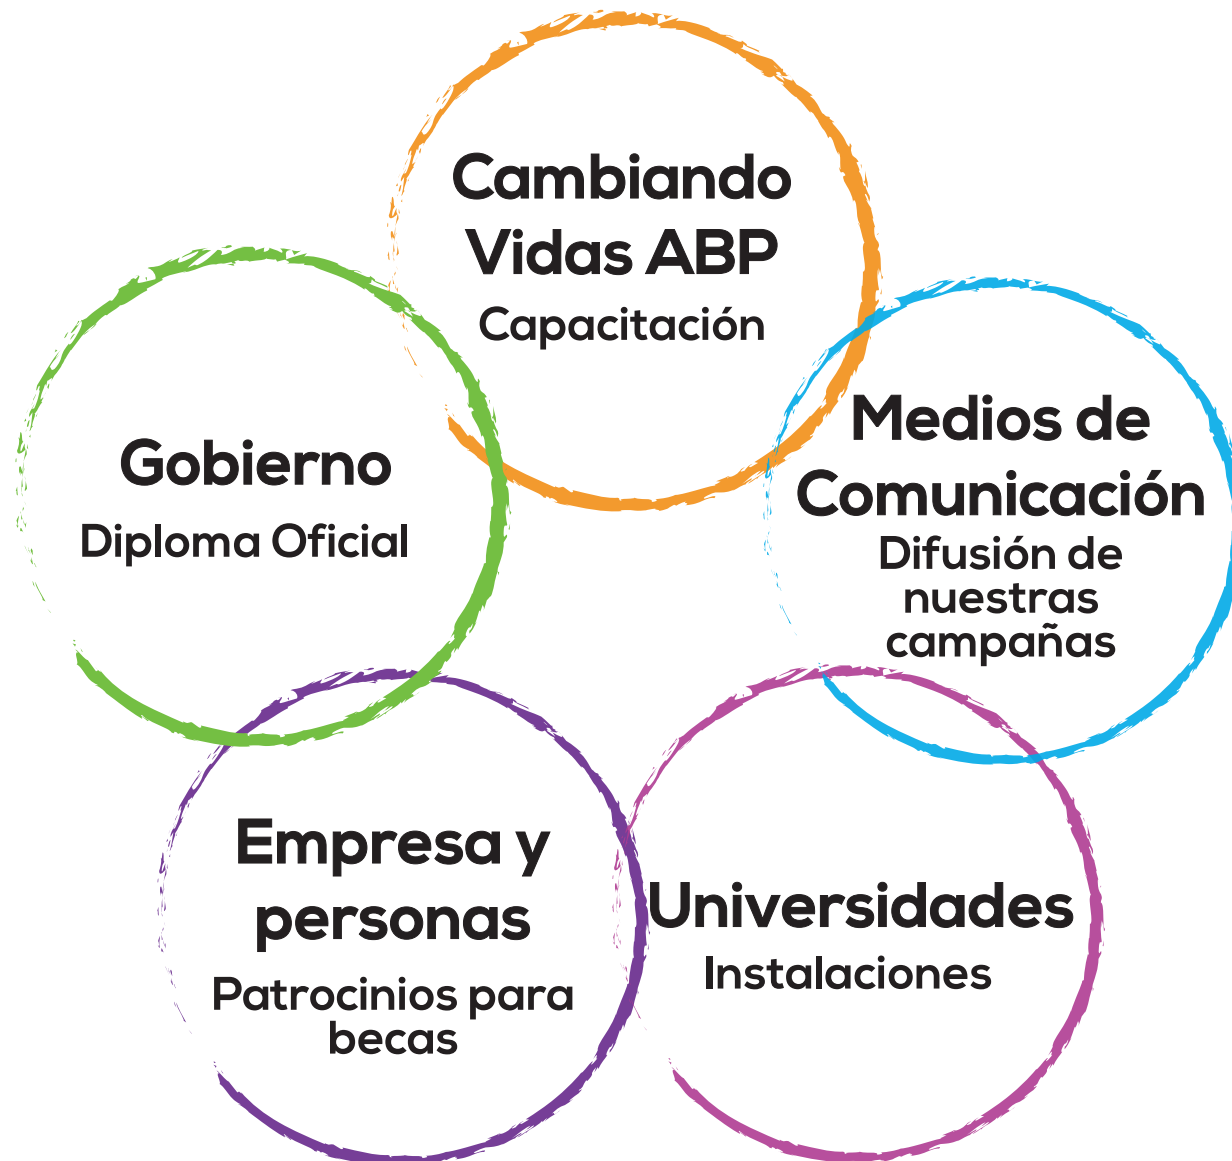 Cambiando
Vidas ABP
Capacitación
Gobierno
Diploma Oficial
Medios de
Comunicación
Difusión de
nuestras
campañas
Empresa y
personas
Patrocinios para
becas
Universidades
Instalaciones